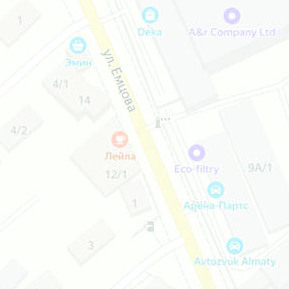 1
Deka
A&r Company Ltd
Эмин
ул. Емцова
4/1
14
4/2
Лейла
Eco-filtry
12/1
9А/1
Адена-Партс
1
3
Avtozvuk Almaty